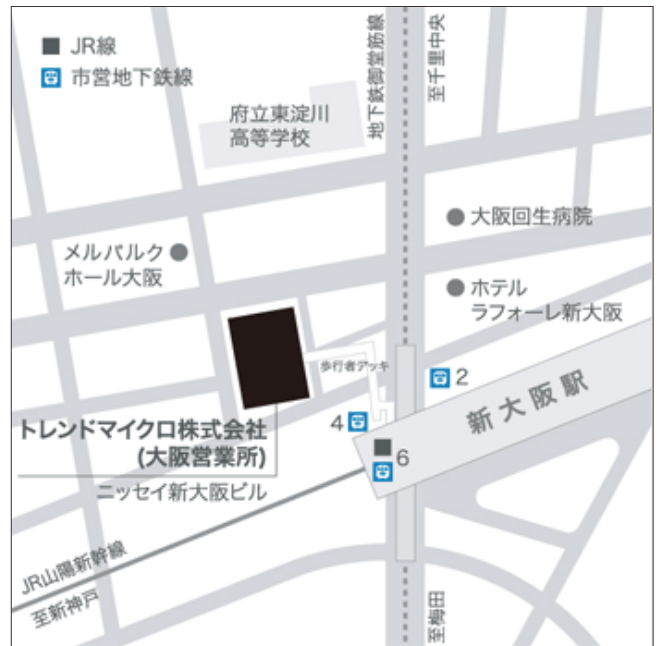 JR線
市営地下鉄線
地下鉄御堂筋線
至千里中央
府立東淀川
高等学校
大阪回生病院
メルパルク
ホール大阪
ホテル
ラフォーレ新大阪
歩行者デッキ
2
新大阪駅
4
6
トレンドマイクロ株式会社
(大阪営業所)
ニッセイ新大阪ビル
JR山陽新幹線
至新神戸
至梅田